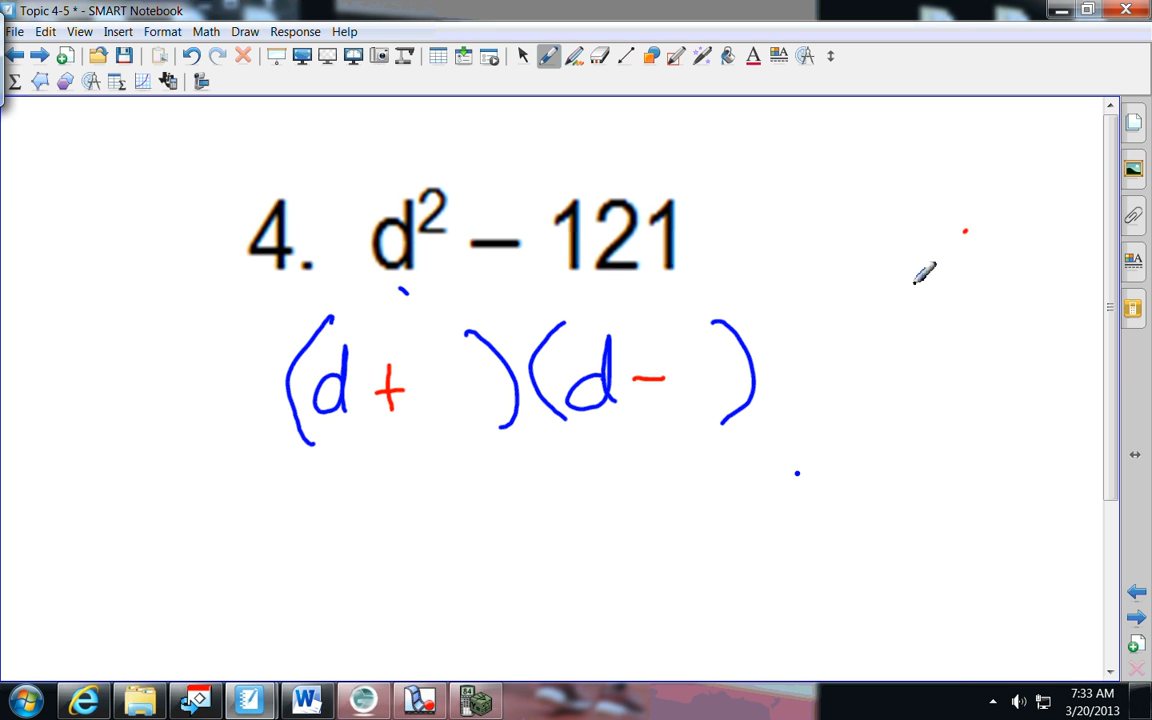 Topic 4-5 * - SMART Notebook
File Edit View Insert Format Math Draw Response Help
4. d² – 121
(d + )(d - )
7:33 AM
3/20/2013